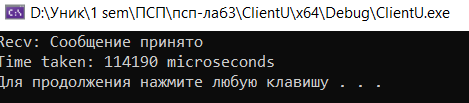 D:\Уник\1 sem\ПСП\псп-лаб3\ClientU\x64\Debug\ClientU.exe
Recv: Сообщение принято
Time taken: 114190 microseconds
Для продолжения нажмите любую клавишу . . .